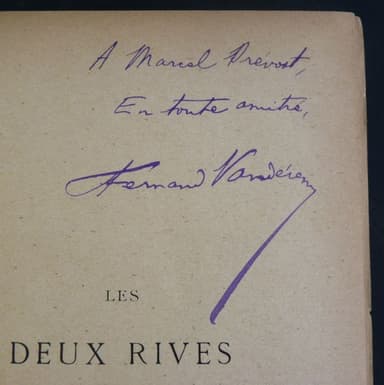 A Marcel Prévost,
En toute amitié,
Fernand Vandérem
LES
DEUX RIVES